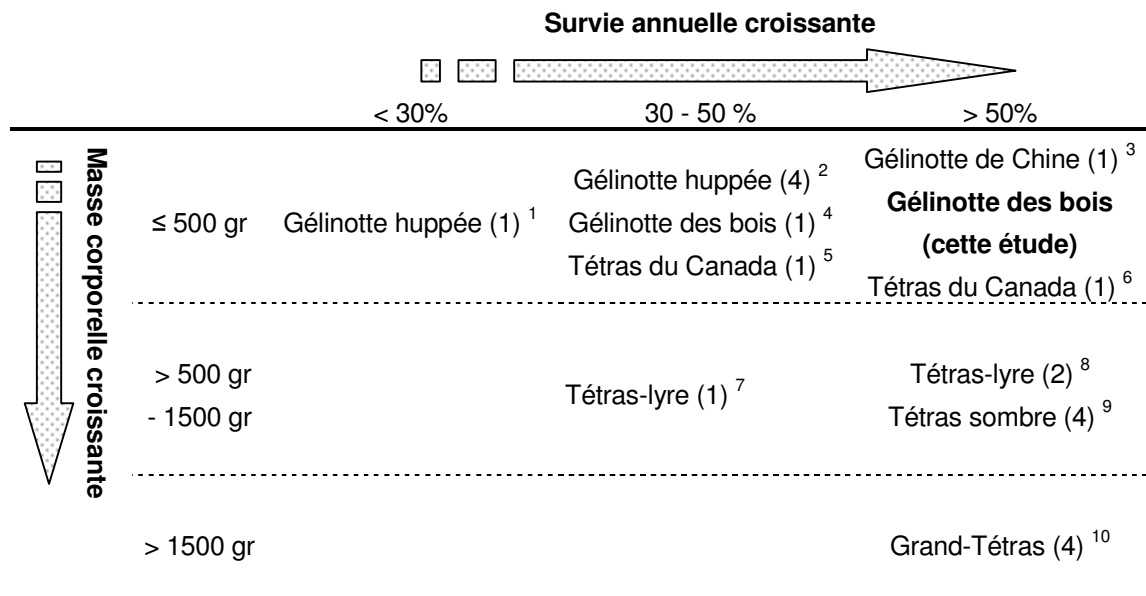 Survie annuelle croissante
< 30%
30 - 50 %
> 50%
Masse corporelle croissante
≤ 500 gr
Gélinotte huppée (1) 1
Gélinotte huppée (4) 2
Gélinotte des bois (1) 4
Tétras du Canada (1) 5
Gélinotte de Chine (1) 3
Gélinotte des bois
(cette étude)
Tétras du Canada (1) 6
> 500 gr
- 1500 gr
Tétras-lyre (1) 7
Tétras-lyre (2) 8
Tétras sombre (4) 9
> 1500 gr
Grand-Tétras (4) 10